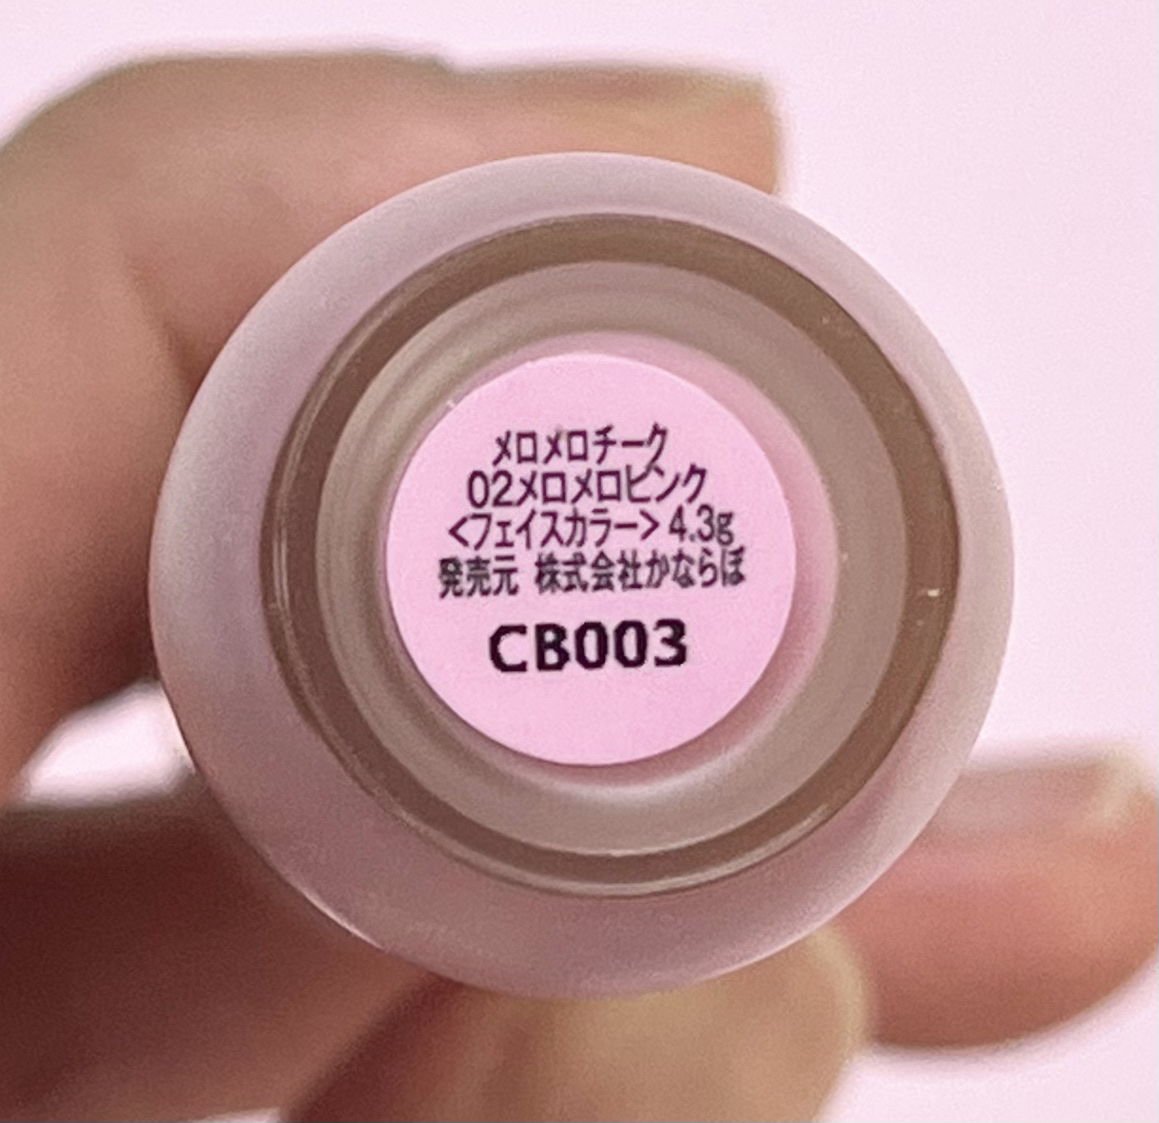 メロメロチーク
02メロメロピンク
<フェイスカラー> 4.3g
発売元 株式会社かならぼ
CB003